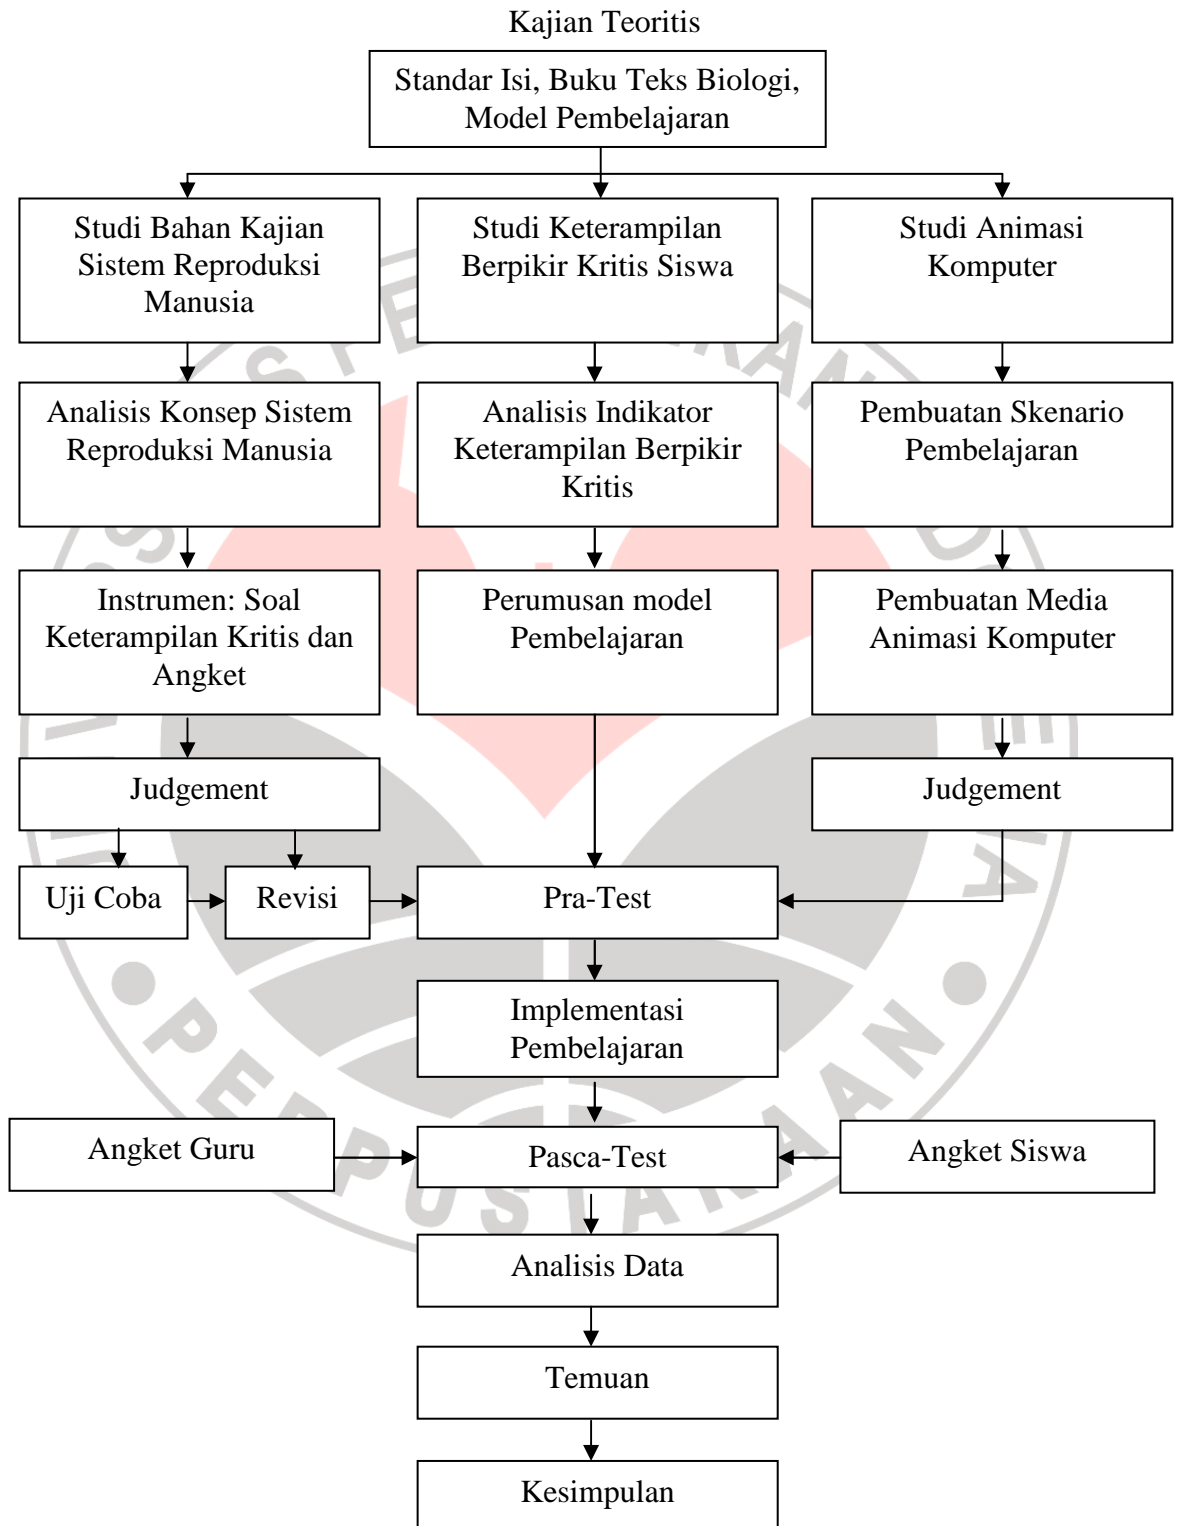 Kajian Teoritis
Standar Isi, Buku Teks Biologi,
Model Pembelajaran
Studi Bahan Kajian
Sistem Reproduksi
Manusia
Studi Keterampilan
Berpikir Kritis Siswa
Studi Animasi
Komputer
Analisis Konsep Sistem
Reproduksi Manusia
Analisis Indikator
Keterampilan Berpikir
Kritis
Pembuatan Skenario
Pembelajaran
Instrumen: Soal
Keterampilan Kritis dan
Angket
Perumusan model
Pembelajaran
Pembuatan Media
Animasi Komputer
Judgement
Judgement
Uji Coba
Revisi
Pra-Test
Implementasi
Pembelajaran
Angket Guru
Pasca-Test
Angket Siswa
Analisis Data
Temuan
Kesimpulan
PERPUSTAKAAN